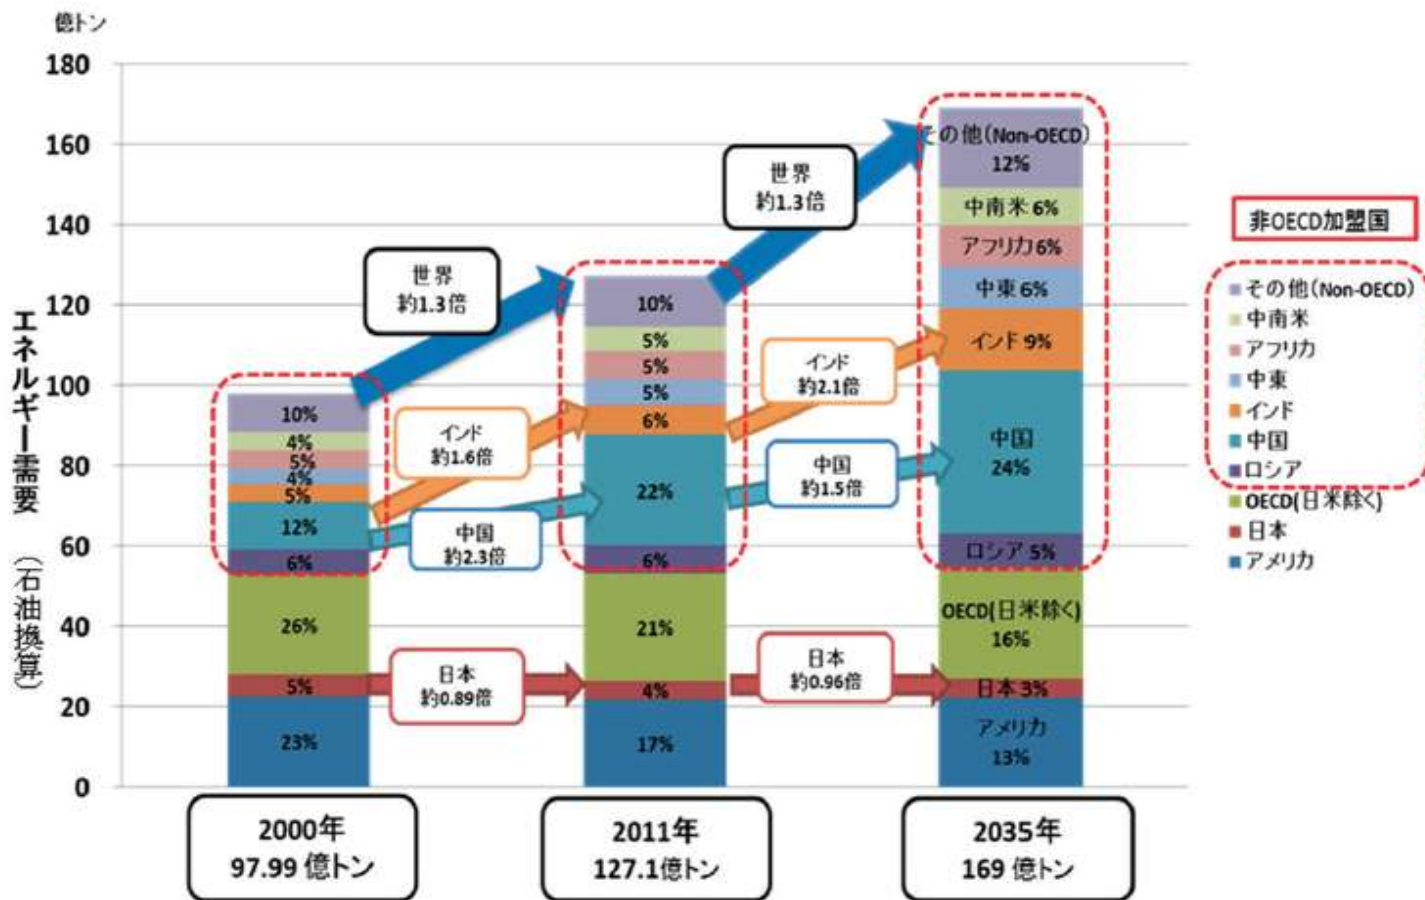 億トン
180
160
140
120
100
80
60
40
20
0
エネルギー需要 (石油換算)
10%
4%
5%
4%
5%
12%
6%
26%
5%
23%
世界
約1.3倍
インド
約1.6倍
中国
約2.3倍
日本
約0.89倍
10%
5%
5%
5%
6%
22%
6%
21%
4%
17%
世界
約1.3倍
インド
約2.1倍
中国
約1.5倍
日本
約0.96倍
その他(Non-OECD)
12%
中南米 6%
アフリカ 6%
中東 6%
インド 9%
中国
24%
ロシア 5%
OECD(日米除く)
16%
日本 3%
アメリカ
13%
2000年
97.99 億トン
2011年
127.1億トン
2035年
169 億トン
非OECD加盟国
その他(Non-OECD)
中南米
アフリカ
中東
インド
中国
ロシア
OECD(日米除く)
日本
アメリカ